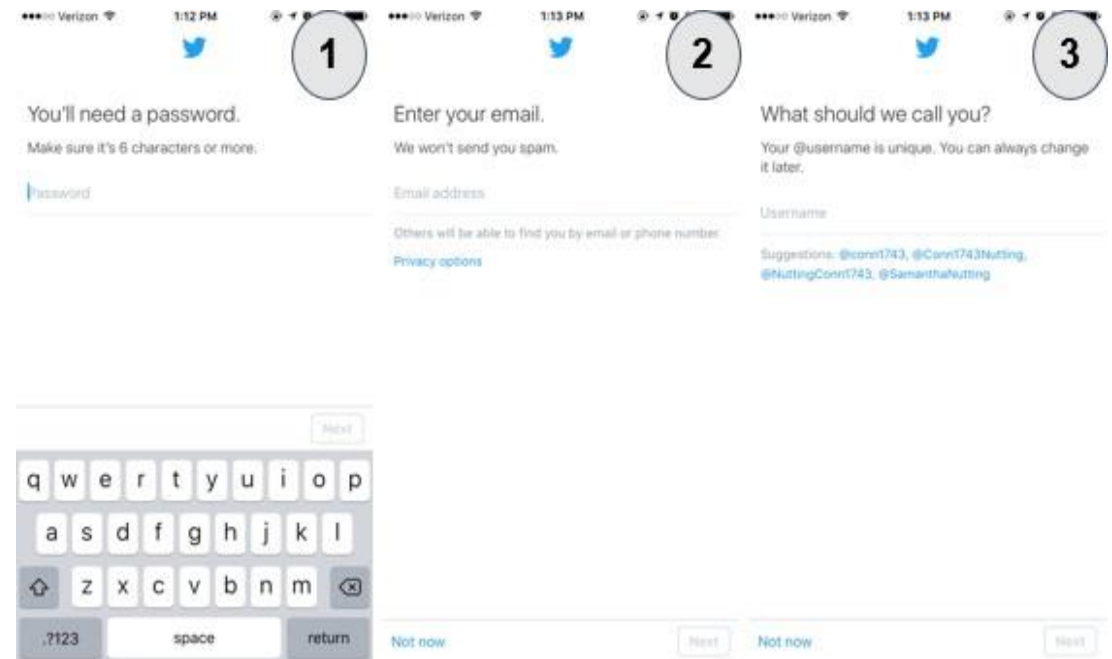 Verizon 1:12 PM
1
You'll need a password.
Make sure it's 6 characters or more.
Password
Next
q w e r t y u i o p
a s d f g h j k l
z x c v b n m
.?123 space return
Verizon 1:13 PM
2
Enter your email.
We won't send you spam.
Email address
Others will be able to find you by email or phone number.
Privacy options
Not now Next
Verizon 1:13 PM
3
What should we call you?
Your @username is unique. You can always change
it later.
Username
Suggestions: @conn1743, @Conn1743Nutting,
@NuttingConn1743, @SamanthaNutting
Not now Next